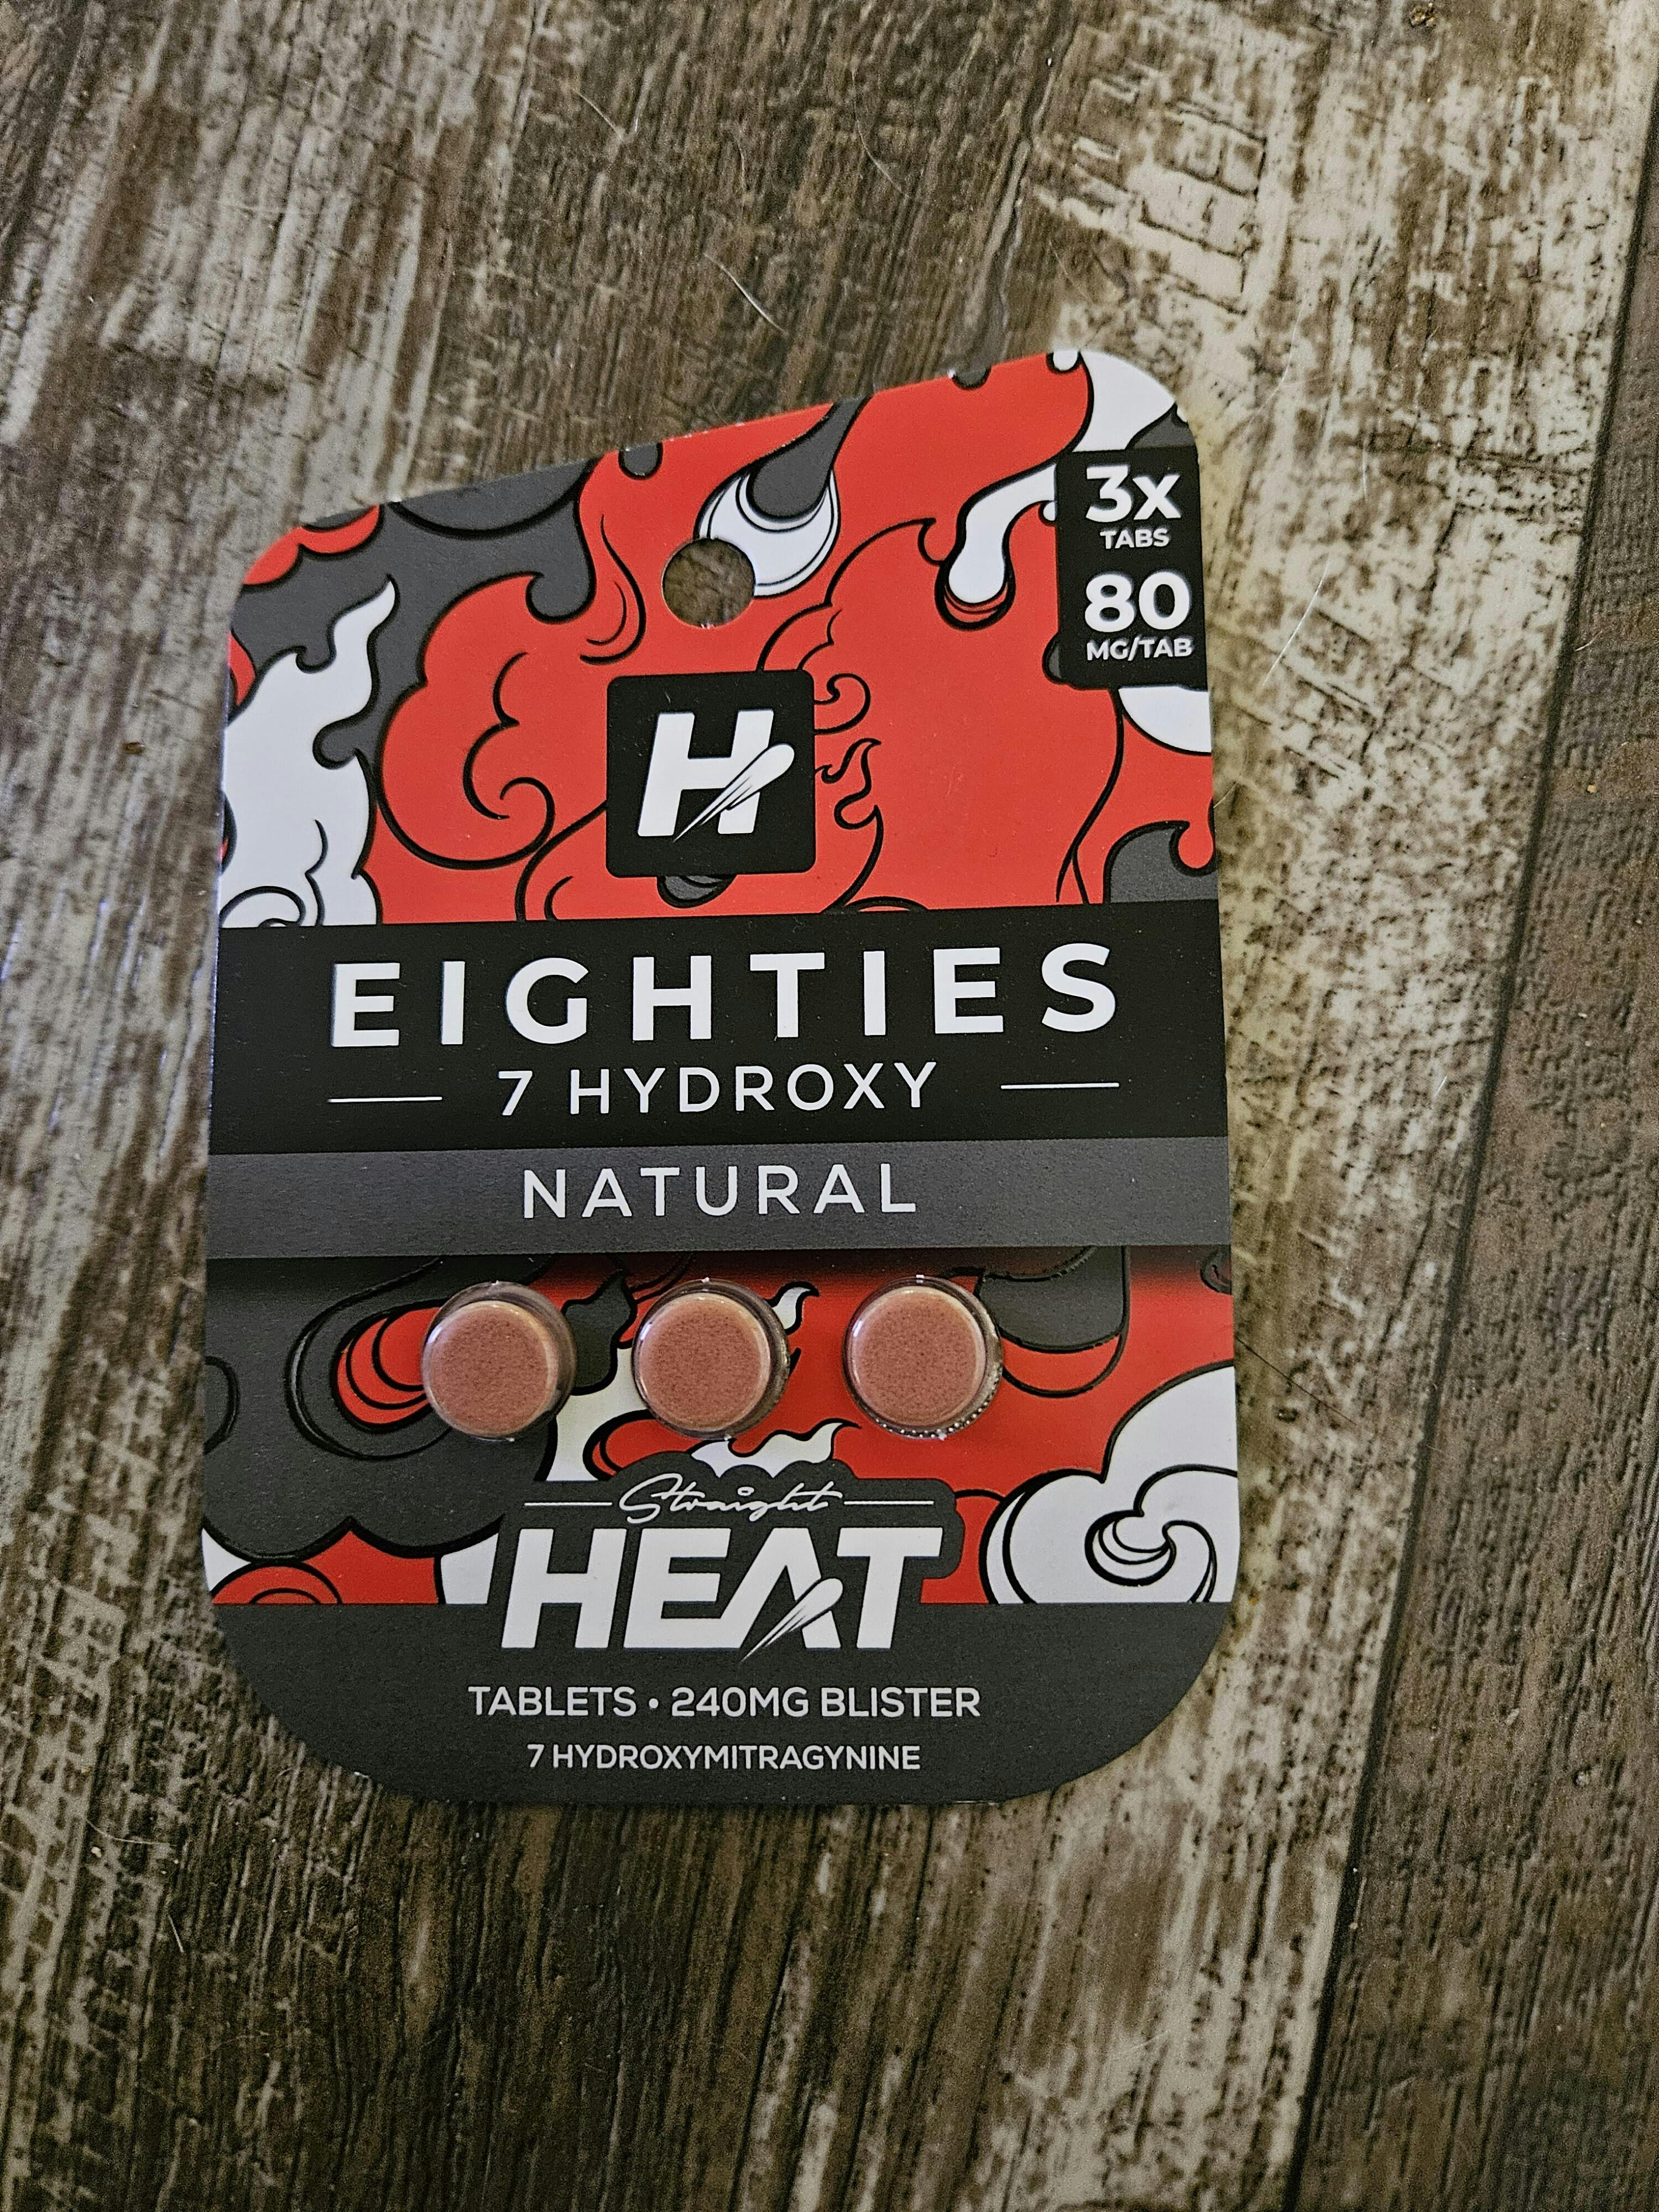 3X
TABS
80
MG/TAB
H
EIGHTIES
7 HYDROXY
NATURAL
Straight
HEAT
TABLETS • 240MG BLISTER
7 HYDROXYMITRAGYNINE